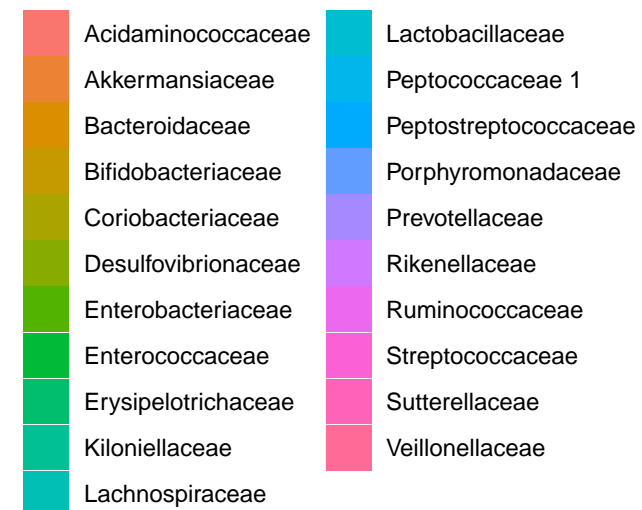 Acidaminococcaceae
Akkermansiaceae
Bacteroidaceae
Bifidobacteriaceae
Coriobacteriaceae
Desulfovibrionaceae
Enterobacteriaceae
Enterococcaceae
Erysipelotrichaceae
Kiloniellaceae
Lachnospiraceae
Lactobacillaceae
Peptococcaceae 1
Peptostreptococcaceae
Porphyromonadaceae
Prevotellaceae
Rikenellaceae
Ruminococcaceae
Streptococcaceae
Sutterellaceae
Veillonellaceae